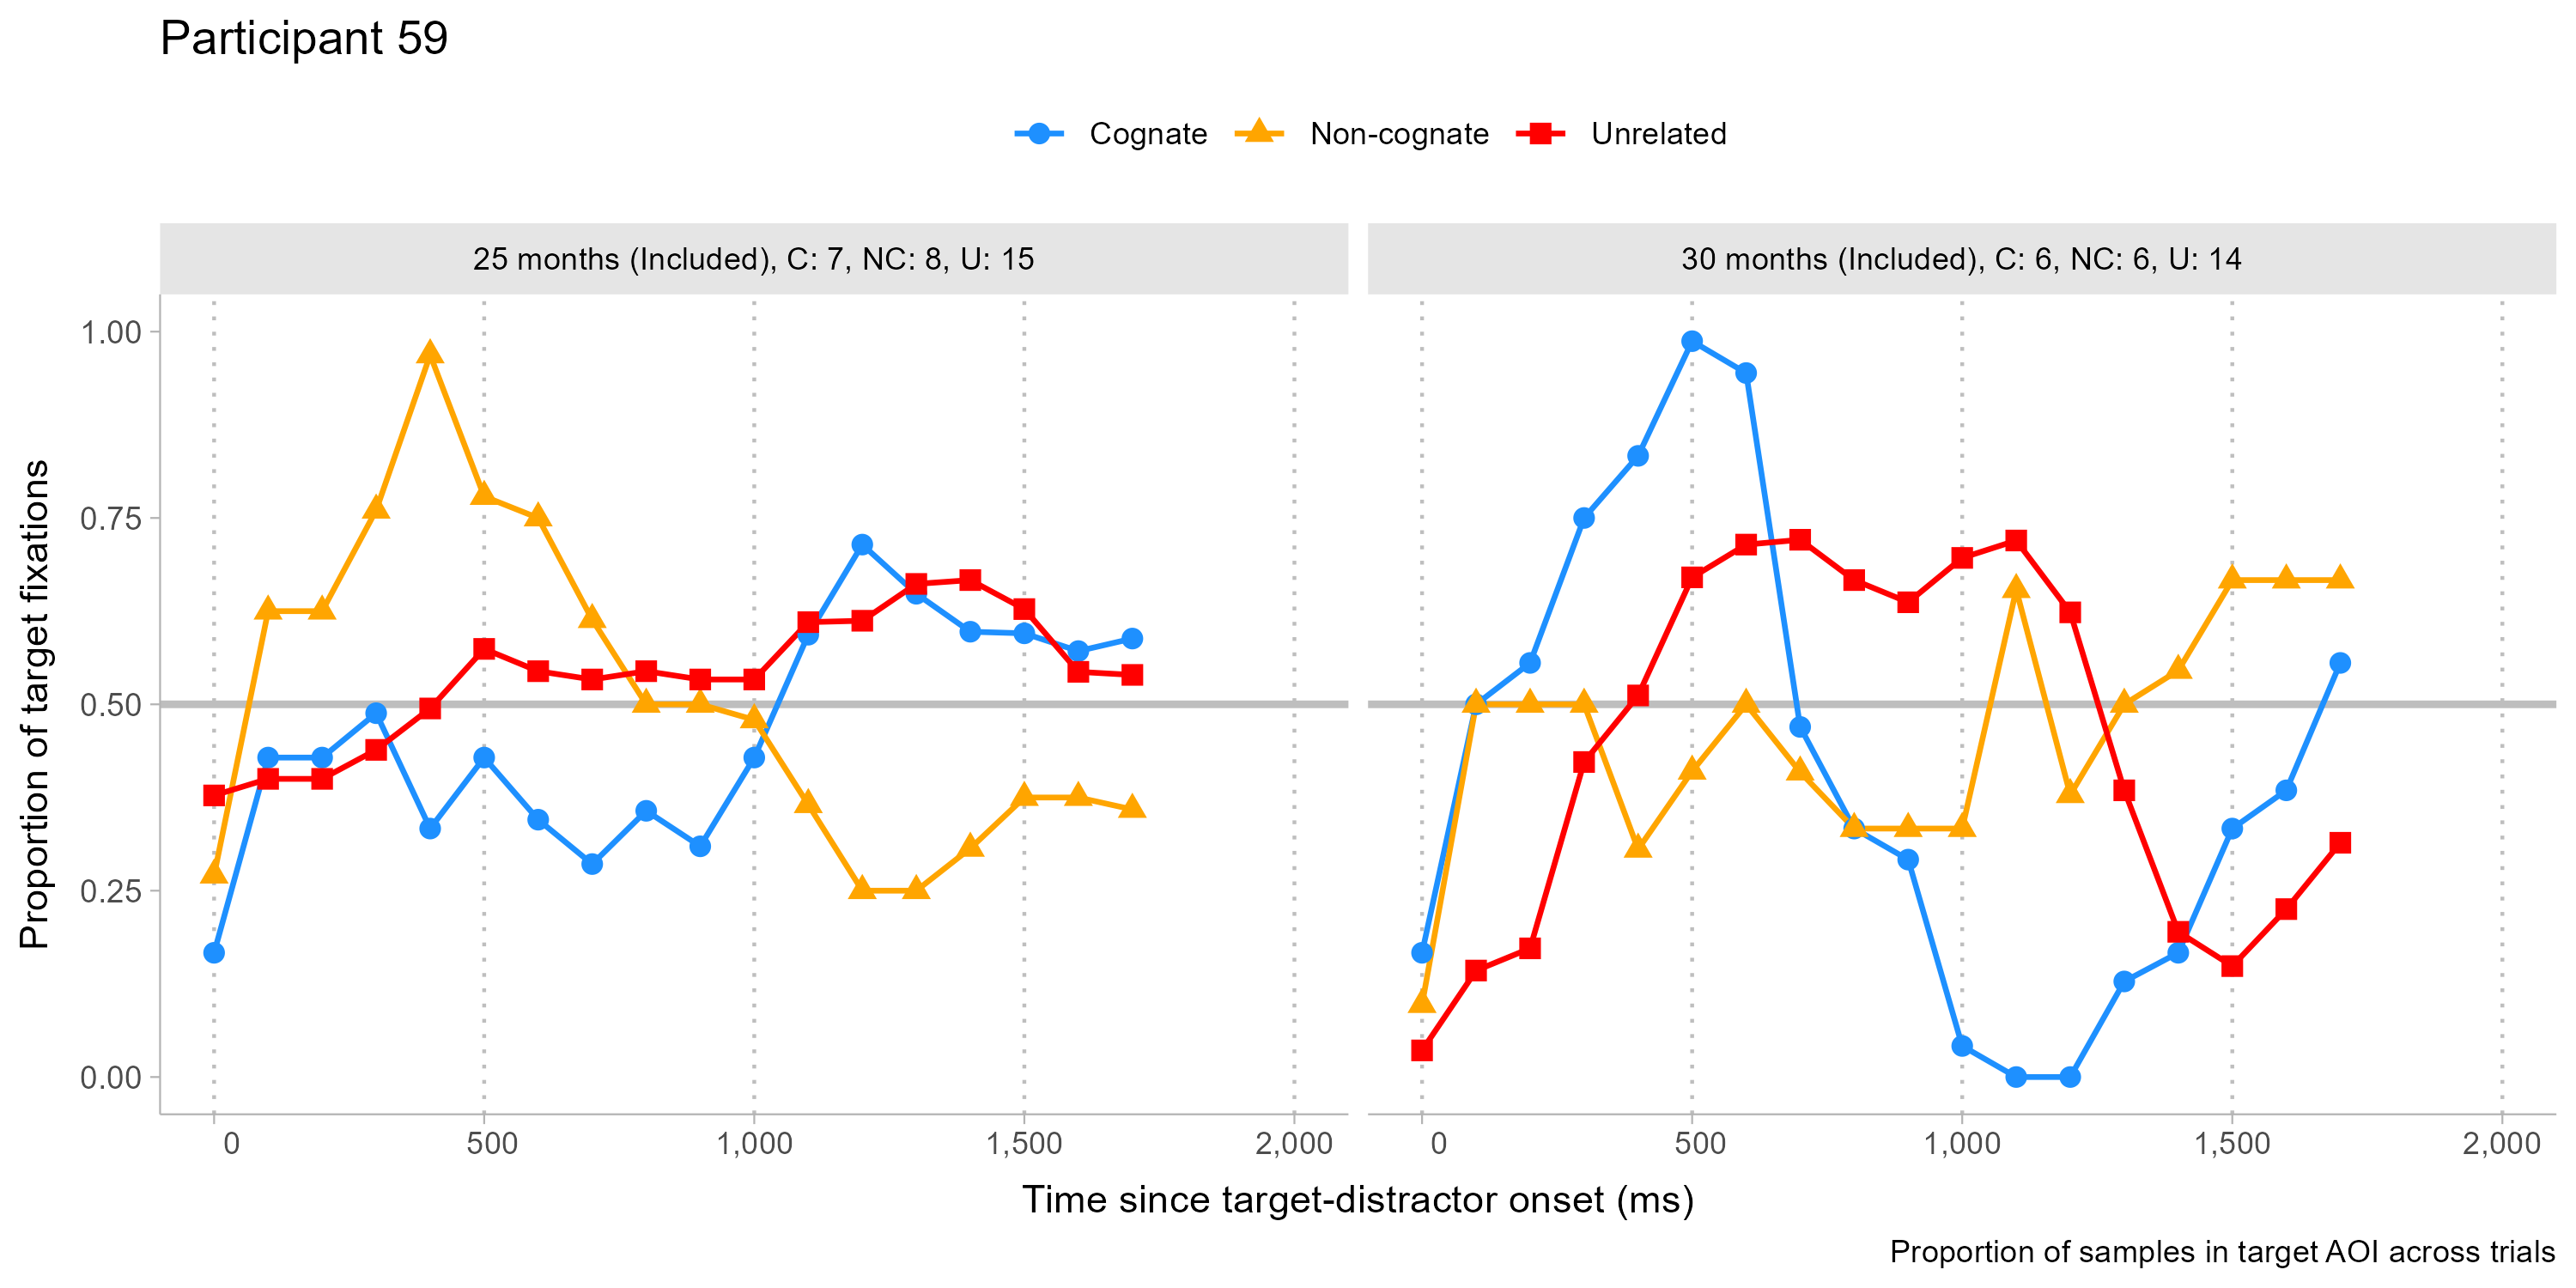 Participant 59
Cognate Non-cognate Unrelated
25 months (Included), C: 7, NC: 8, U: 15
30 months (Included), C: 6, NC: 6, U: 14
Proportion of target fixations
1.00
0.75
0.50
0.25
0.00
0 500 1,000 1,500 2,000
0 500 1,000 1,500 2,000
Time since target-distractor onset (ms)
Proportion of samples in target AOI across trials